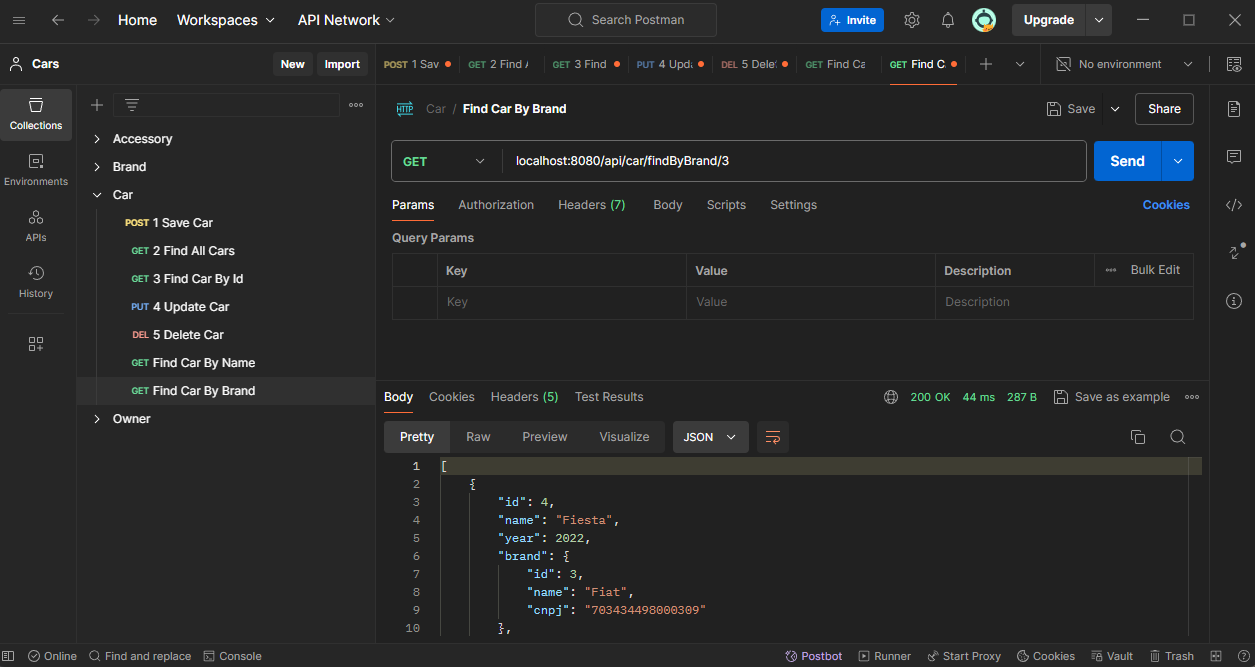 Home Workspaces API Network Search Postman Invite Upgrade
Cars New Import POST 1 Sav GET 2 Find A GET 3 Find PUT 4 Upda DEL 5 Dele GET Find Ca GET Find C. No environment
Collections
Environments
APIs
History
Accessory
Brand
Car
POST 1 Save Car
GET 2 Find All Cars
GET 3 Find Car By Id
PUT 4 Update Car
DEL 5 Delete Car
GET Find Car By Name
GET Find Car By Brand
Owner
HTTP Car / Find Car By Brand Save Share
GET localhost:8080/api/car/findByBrand/3 Send
Params Authorization Headers (7) Body Scripts Settings Cookies
Query Params
Key Value Description Bulk Edit
Key Value Description
Body Cookies Headers (5) Test Results 200 OK 44 ms 287 B Save as example
Pretty Raw Preview Visualize JSON
1 [
2 {
3 "id": 4,
4 "name": "Fiesta",
5 "year": 2022,
6 "brand": {
7 "id": 3,
8 "name": "Fiat",
9 "cnpj": "703434498000309"
10 },
Online Find and replace Console Postbot Runner Start Proxy Cookies Vault Trash